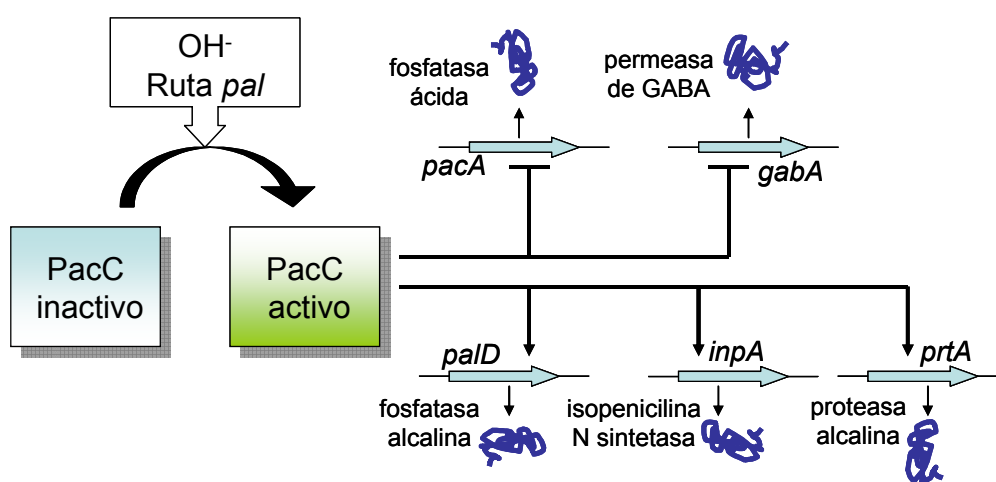 OH-
Ruta pal
fosfatasa
ácida
permeasa
de GABA
pacA
gabA
PacC
inactivo
PacC
activo
palD
inpA
prtA
fosfatasa
alcalina
isopenicilina
N sintetasa
proteasa
alcalina